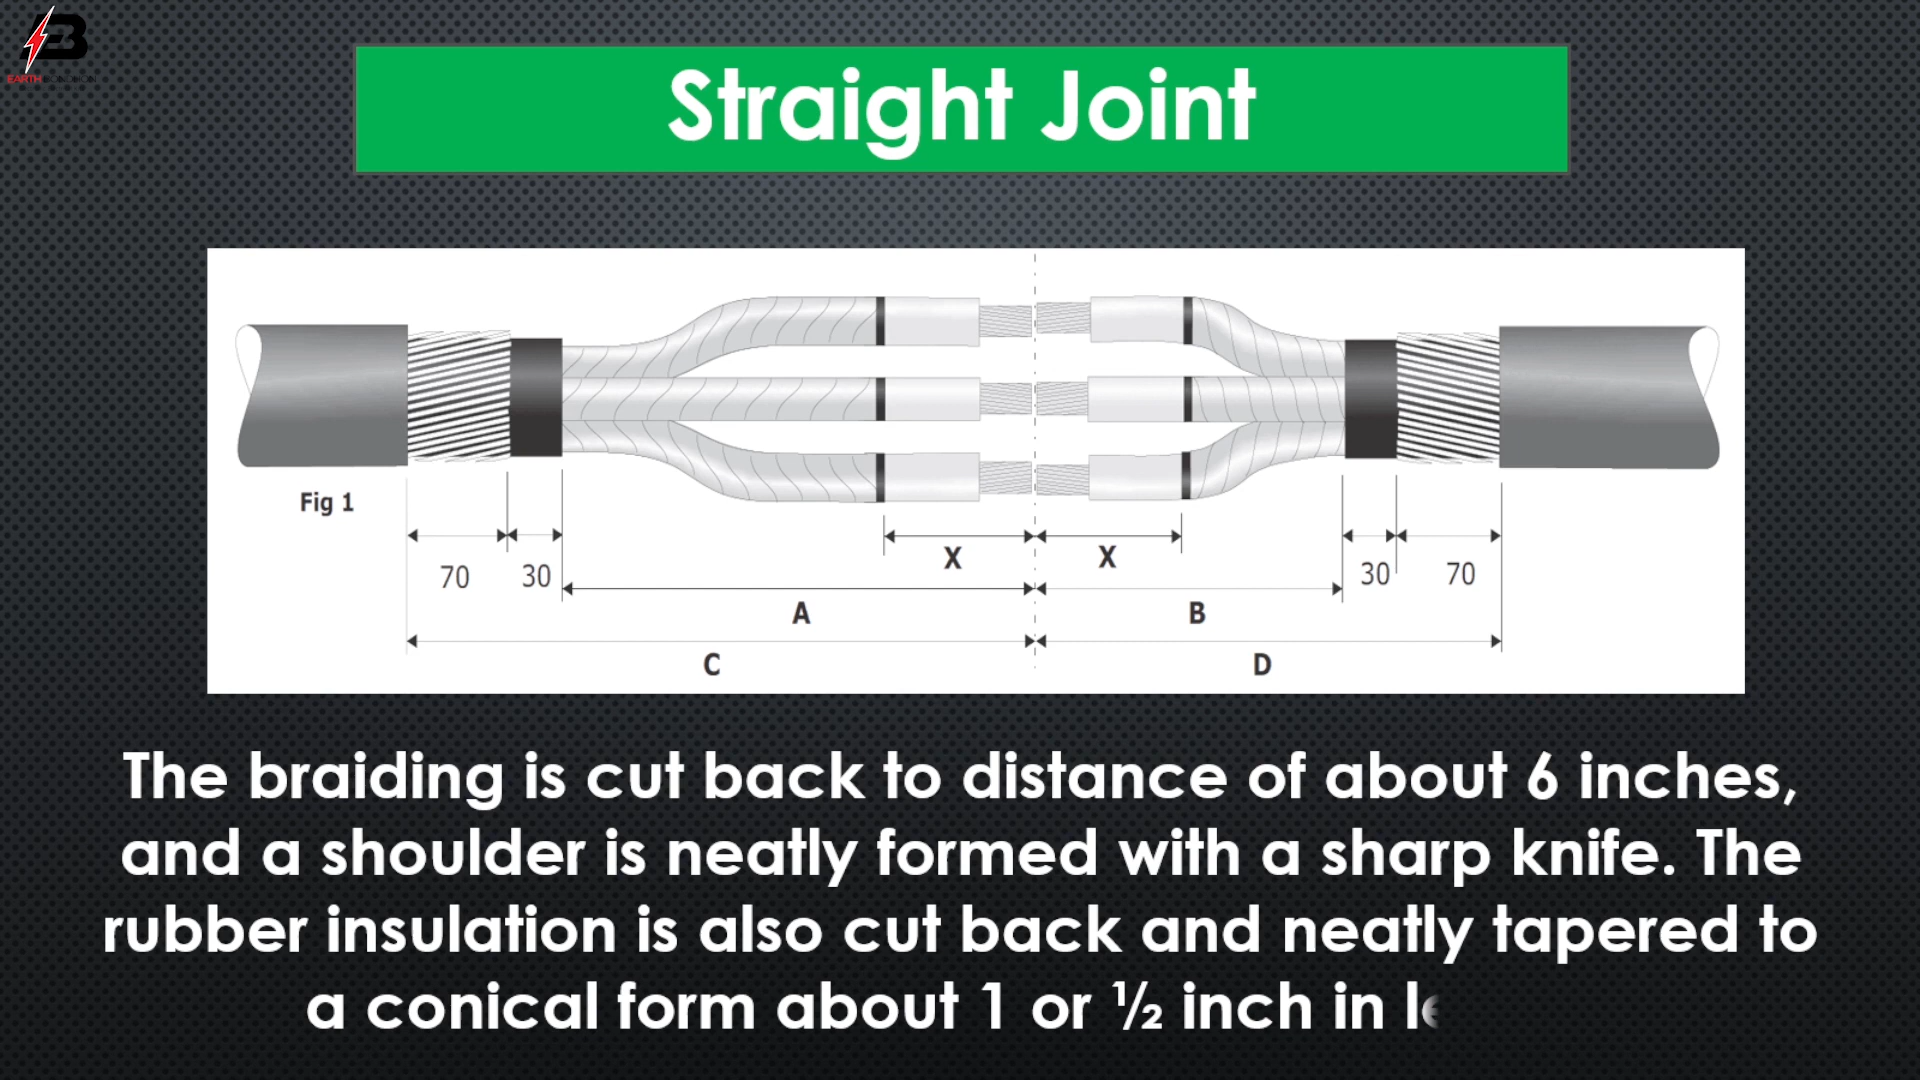 EARTH
Straight Joint
Fig 1
70 30 X X 30 70
A B
C D
The braiding is cut back to distance of about 6 inches,
and a shoulder is neatly formed with a sharp knife. The
rubber insulation is also cut back and neatly tapered to
a conical form about 1 or ½ inch in